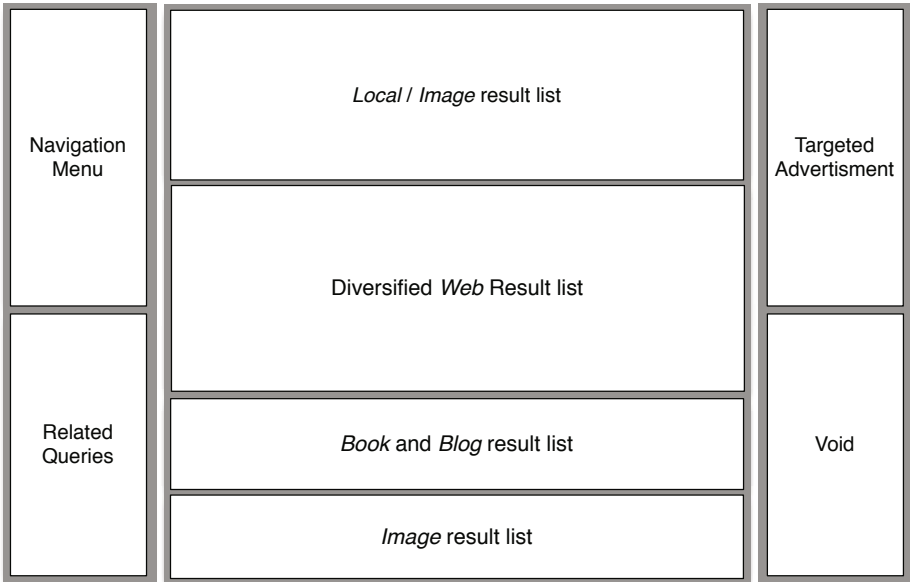 Navigation
Menu
Related
Queries
Local / Image result list
Diversified Web Result list
Book and Blog result list
Image result list
Targeted
Advertisment
Void